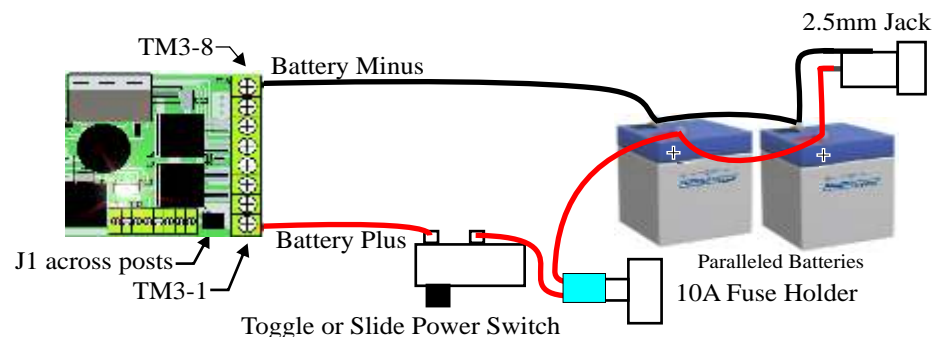 2.5mm Jack
TM3-8
Battery Minus
Battery Plus
J1 across posts
TM3-1
Paralleled Batteries
10A Fuse Holder
Toggle or Slide Power Switch